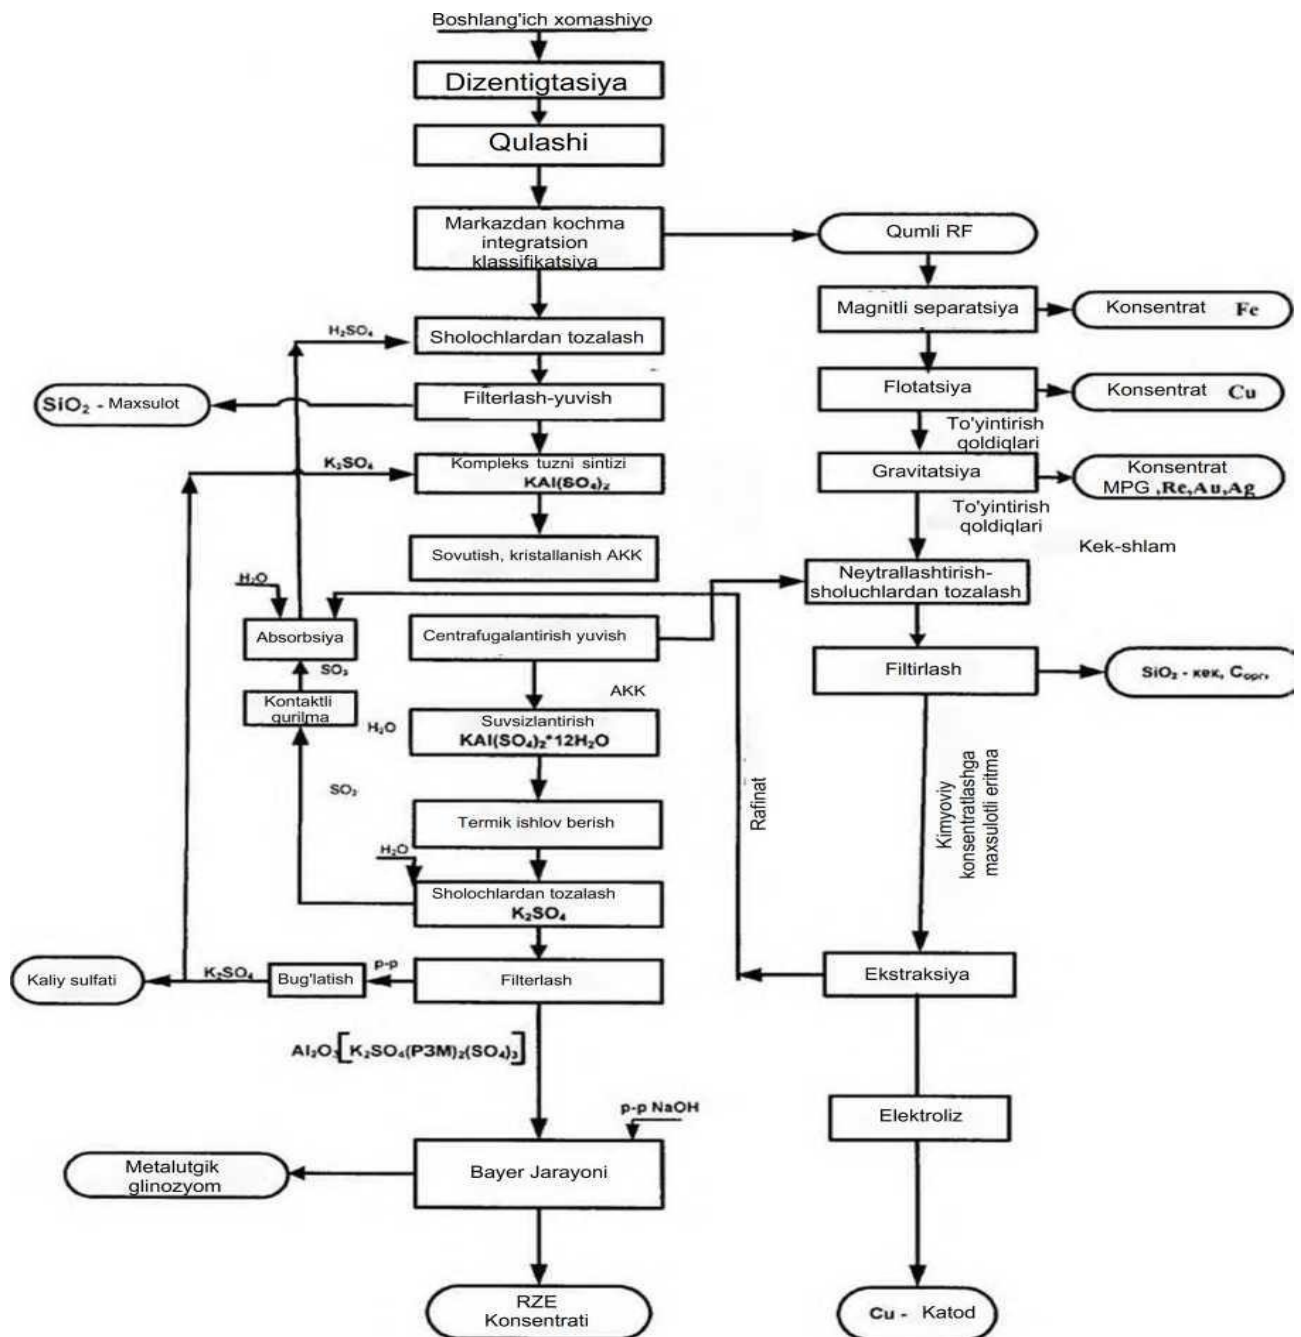 Boshlang'ich xomashiyo
Dizentigtasiya
Qulashi
Markazdan kochma
integratsion
klassifikatsiya
Qumli RF
Magnitli separatsiya
Konsentrat Fe
H₂SO₄
Sholochlardan tozalash
SiO₂ - Maxsulot
Filterlash-yuvish
Flotatsiya
Konsentrat Cu
To'yintirish
qoldiqlari
K₂SO₄
Kompleks tuzni sintizi
KAl(SO₄)₂
Gravitatsiya
Konsentrat
MPG ,Re,Au,Ag
To'yintirish
qoldiqlari
Kek-shlam
Sovutish, kristallanish AKK
Neytrallashtirish-
sholuchlardan tozalash
H₂O
Absorbsiya
Centrafugalantirish yuvish
Filtirlash
SiO₂ - кек, Cорг,
SO₃
Kontaktli
qurilma
AKK
H₂O
Suvsizlantirish
KAl(SO₄)₂*12H₂O
Rafinat
Kimyoviy
konsentratlashga
maxsulotli eritma
Termik ishlov berish
H₂O
Sholochlardan tozalash
K₂SO₄
Kaliy sulfati
K₂SO₄
Bug'latish
р-р
Filterlash
Ekstraksiya
Al₂O₃[K₂SO₄(РЗМ)₂(SO₄)₃]
р-р NaOH
Elektroliz
Metalutgik
glinozyom
Bayer Jarayoni
RZE
Konsentrati
Cu - Katod